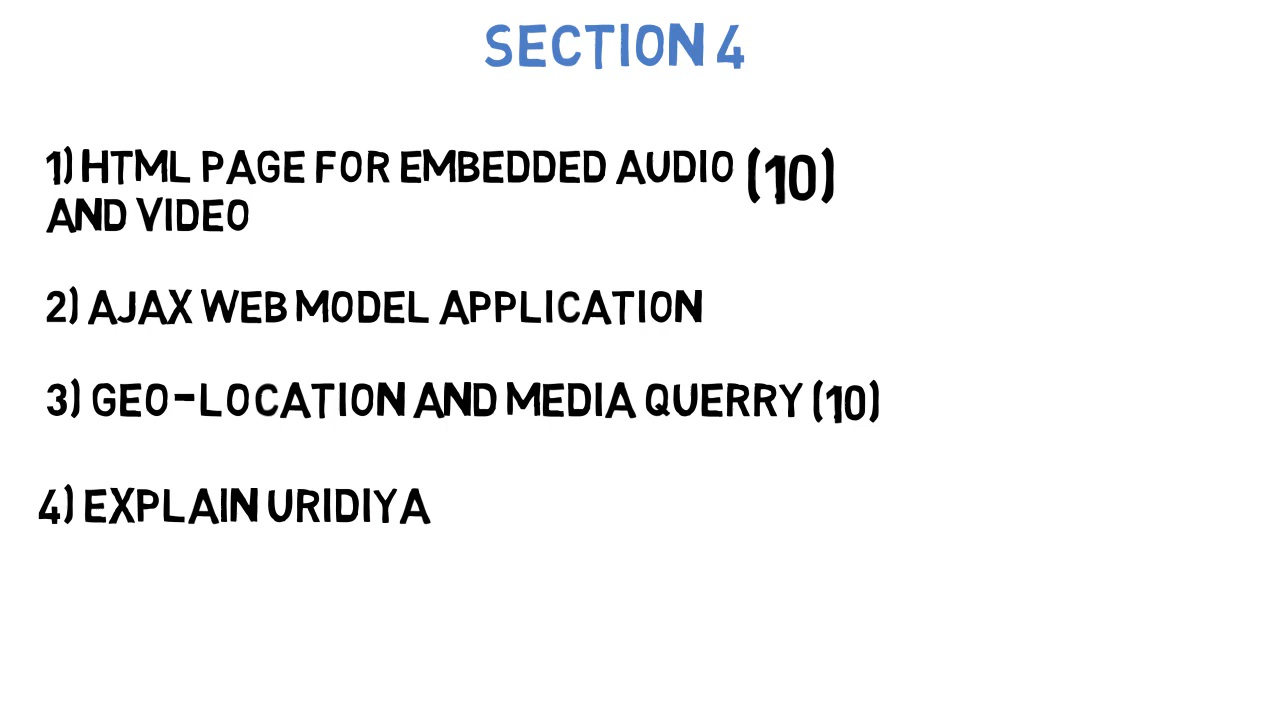 SECTION 4
1) HTML PAGE FOR EMBEDDED AUDIO (10)
AND VIDEO
2) AJAX WEB MODEL APPLICATION
3) GEO-LOCATION AND MEDIA QUERRY (10)
4) EXPLAIN URIDIYA